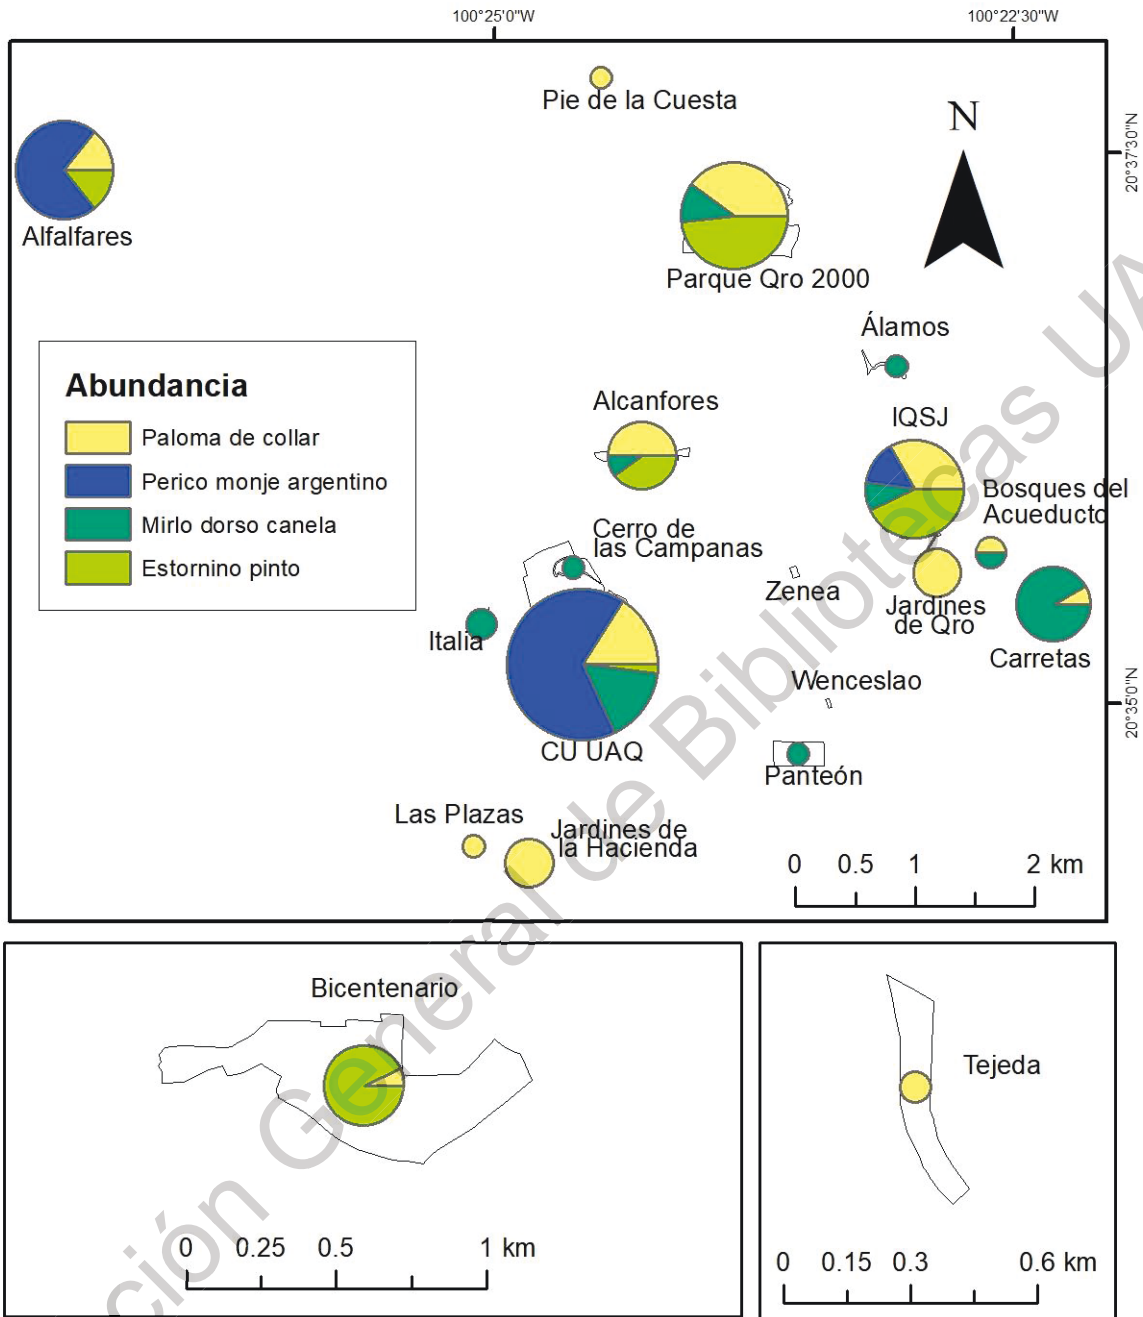 100°25'0"W
100°22'30"W
Pie de la Cuesta
N
20°37'30"N
Alfalfares
Parque Qro 2000
Álamos
Abundancia
Paloma de collar
Perico monje argentino
Mirlo dorso canela
Estornino pinto
Alcanfores
IQSJ
Bosques del
Acueducto
Cerro de
las Campanas
Zenea
Jardines
de Qro
Italia
Carretas
Wenceslao
20°35'0"N
CU UAQ
Panteón
Las Plazas
Jardines de
la Hacienda
0 0.5 1 2 km
Bicentenario
0 0.25 0.5 1 km
Tejeda
0 0.15 0.3 0.6 km
ción General de Bibliotecas UA